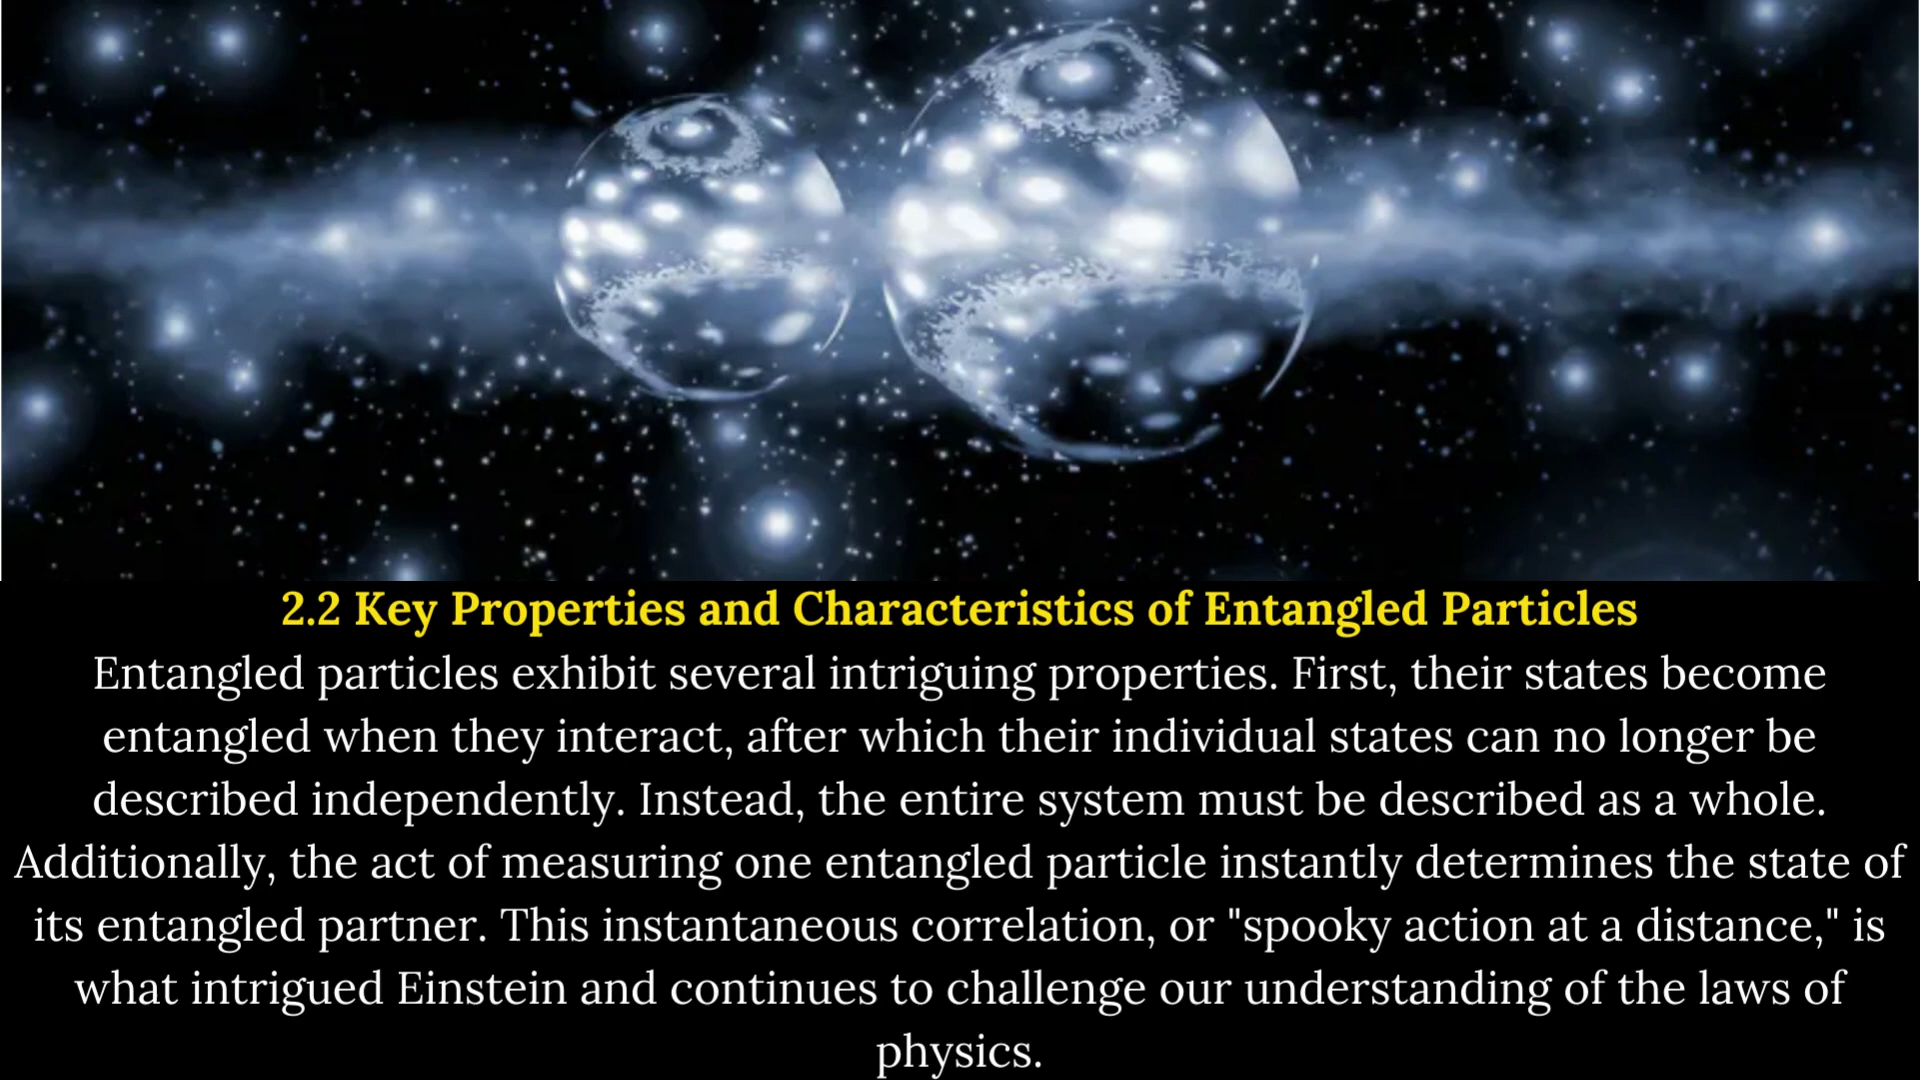 2.2 Key Properties and Characteristics of Entangled Particles
Entangled particles exhibit several intriguing properties. First, their states become
entangled when they interact, after which their individual states can no longer be
described independently. Instead, the entire system must be described as a whole.
Additionally, the act of measuring one entangled particle instantly determines the state of
its entangled partner. This instantaneous correlation, or "spooky action at a distance," is
what intrigued Einstein and continues to challenge our understanding of the laws of
physics.